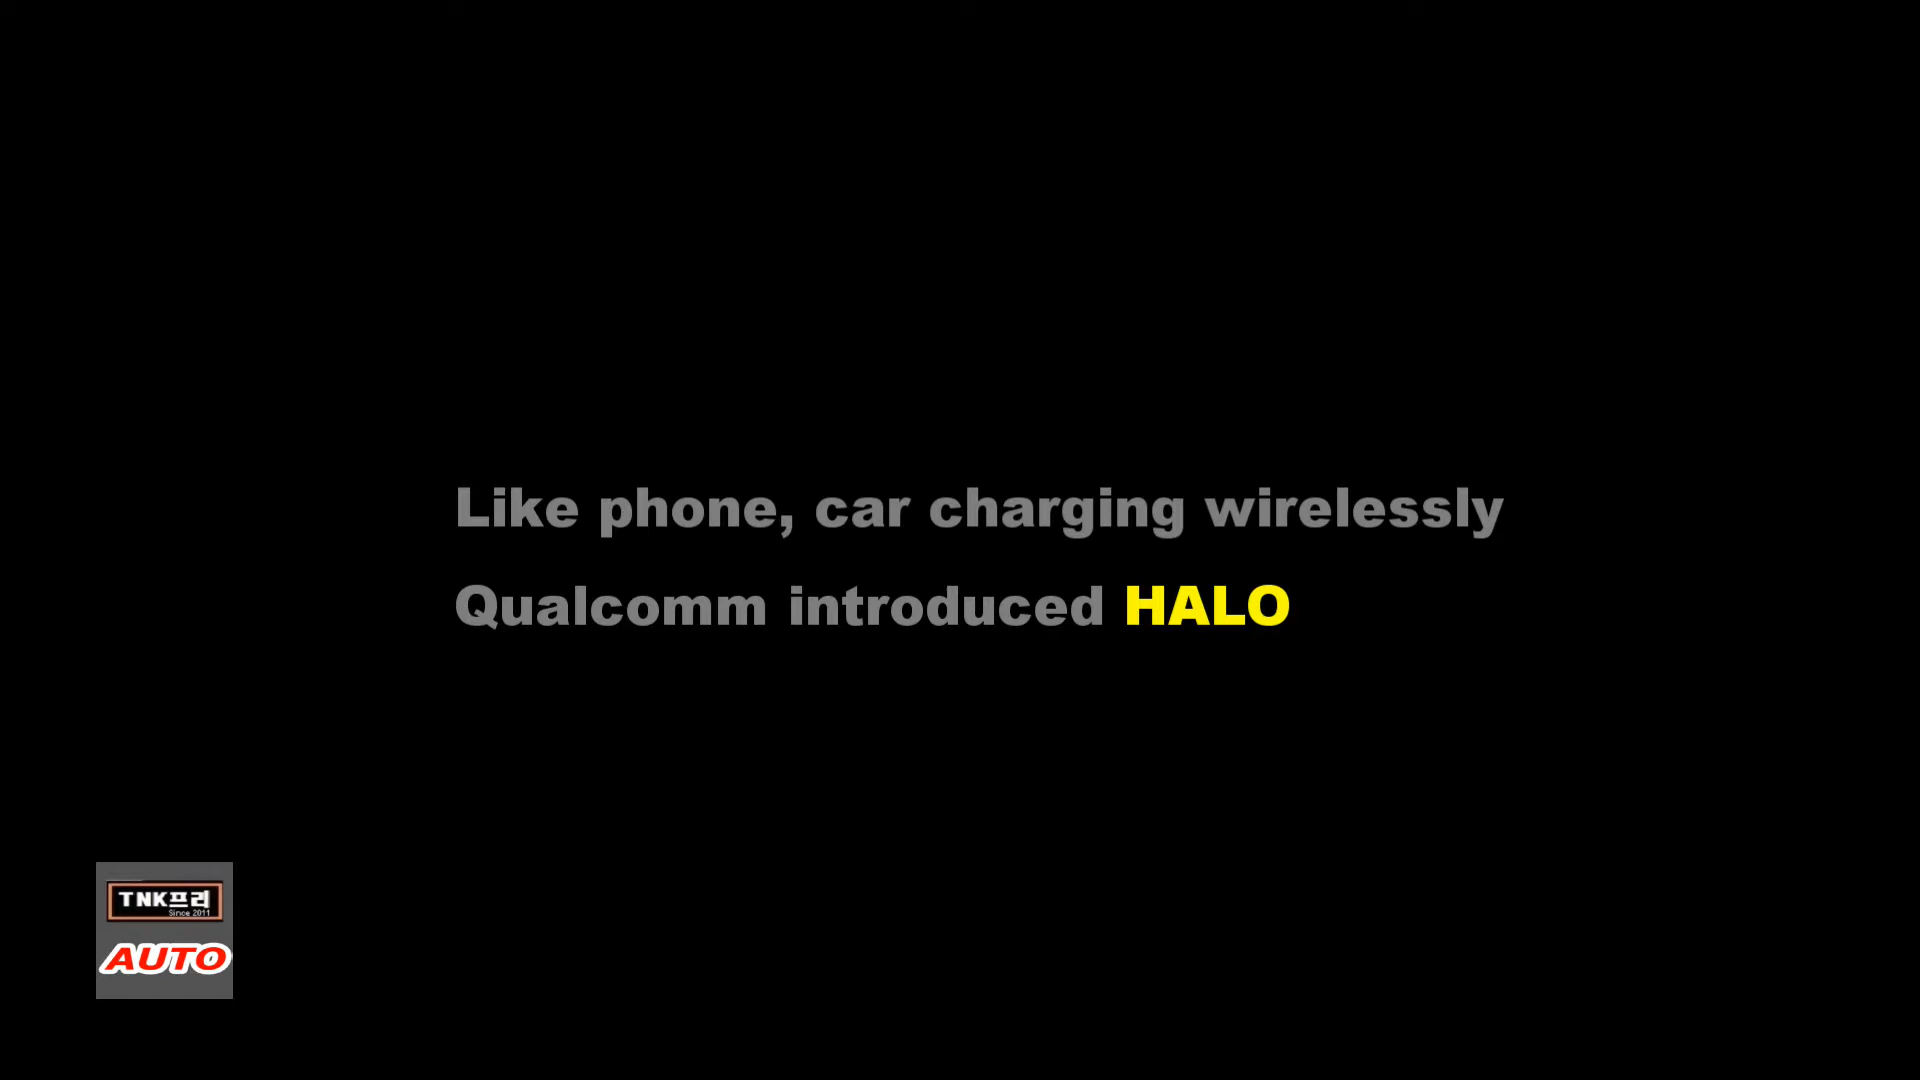 Like phone, car charging wirelessly
Qualcomm introduced HALO
TNK프리
Since 2011
AUTO